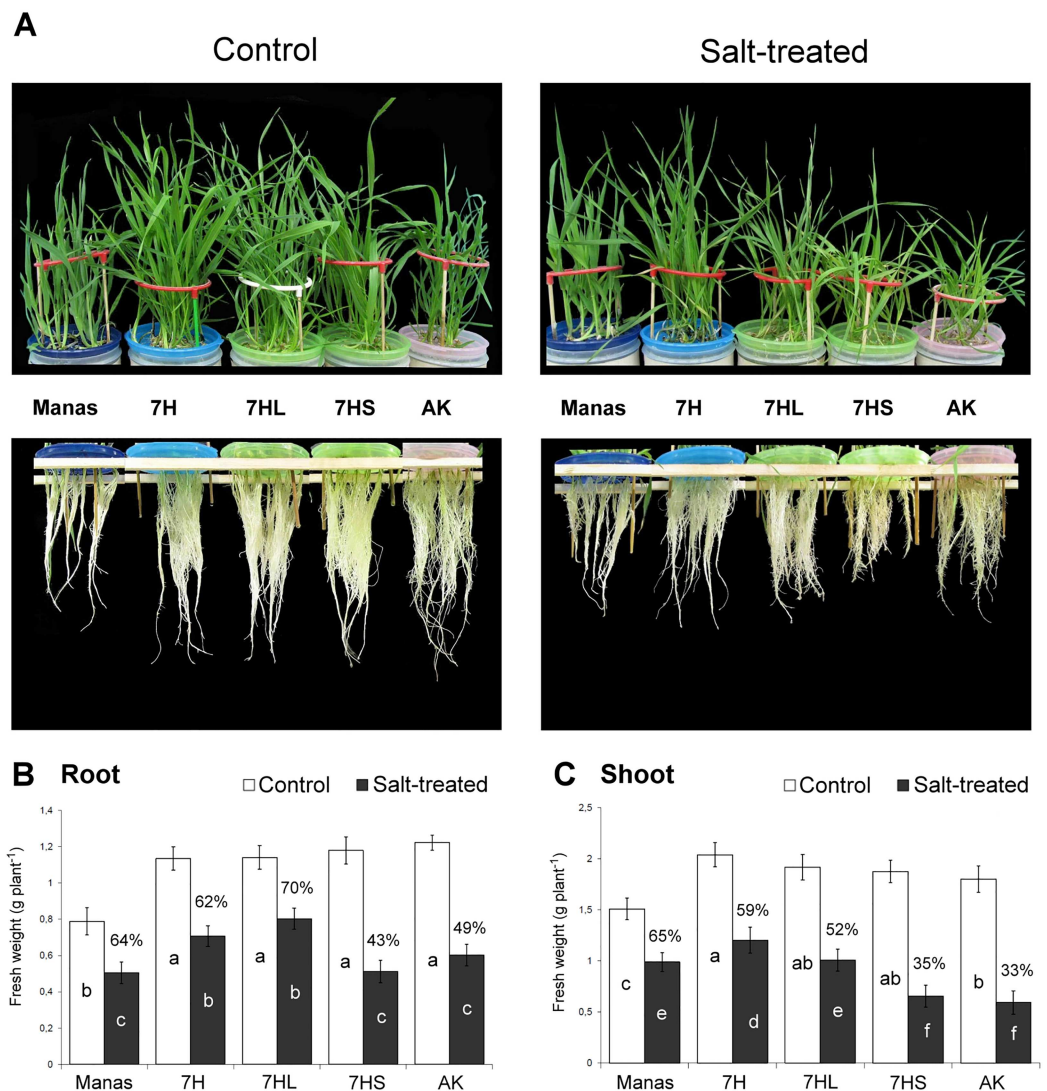 A
Control Salt-treated
Manas 7H 7HL 7HS AK Manas 7H 7HL 7HS AK
B Root
Control Salt-treated
Fresh weight (g plant⁻¹)
1,4
1,2
1
0,8
0,6
0,4
0,2
0
64% 62% 70% 43% 49%
b a a a a
c b b c c
Manas 7H 7HL 7HS AK
C Shoot
Control Salt-treated
Fresh weight (g plant⁻¹)
2,5
2
1,5
1
0,5
0
65% 59% 52% 35% 33%
c a ab ab b
e d e f f
Manas 7H 7HL 7HS AK